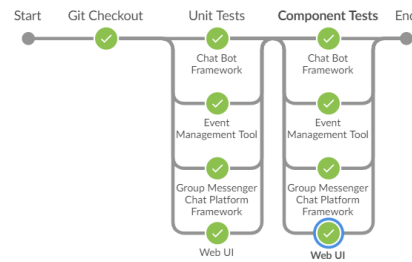 Start
Git Checkout
Unit Tests
Component Tests
Chat Bot
Framework
Event
Management Tool
Group Messenger
Chat Platform
Framework
Web UI
Chat Bot
Framework
Event
Management Tool
Group Messenger
Chat Platform
Framework
Web UI